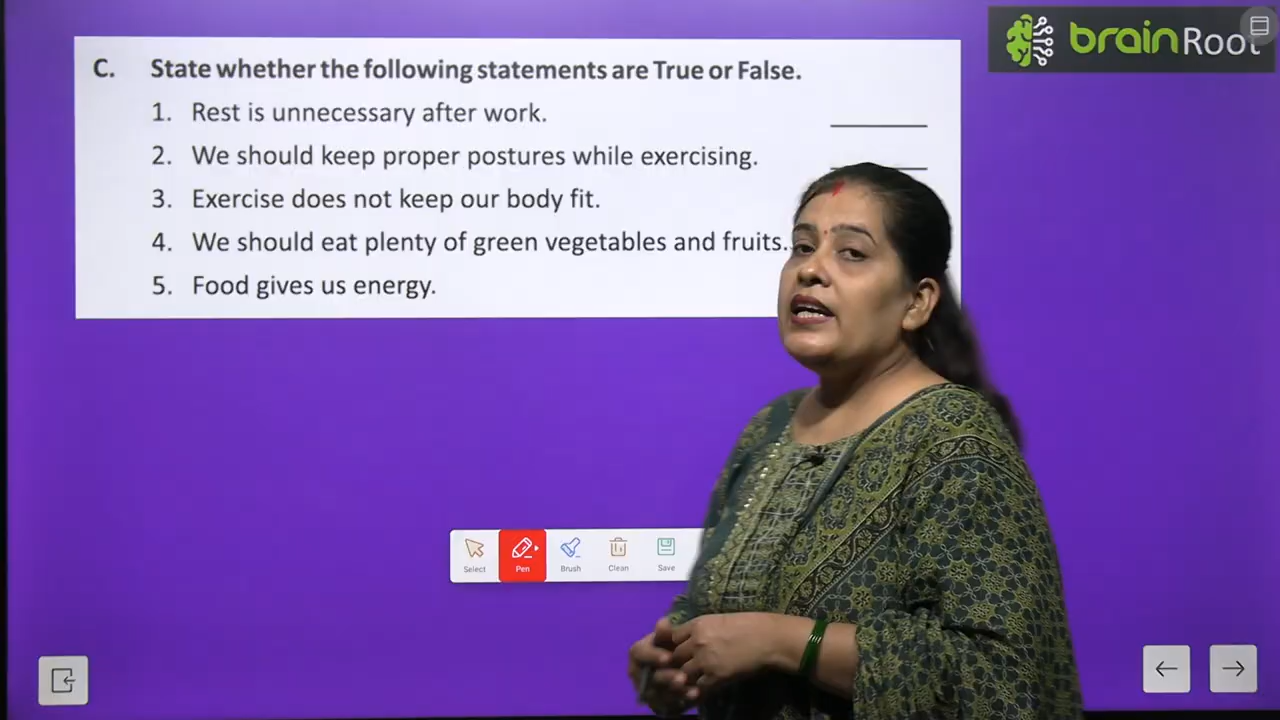 brainRoot
C. State whether the following statements are True or False.
1. Rest is unnecessary after work.
2. We should keep proper postures while exercising.
3. Exercise does not keep our body fit.
4. We should eat plenty of green vegetables and fruits.
5. Food gives us energy.
Select Pen Brush Clean Save